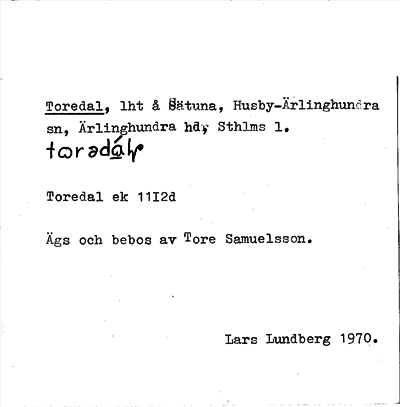 Toredal, lht å Sätuna, Husby-Ärlinghundra
sn, Ärlinghundra hd, Sthlms l.
Toredal ek 11I2d
Ägs och bebos av Tore Samuelsson.
Lars Lundberg 1970.